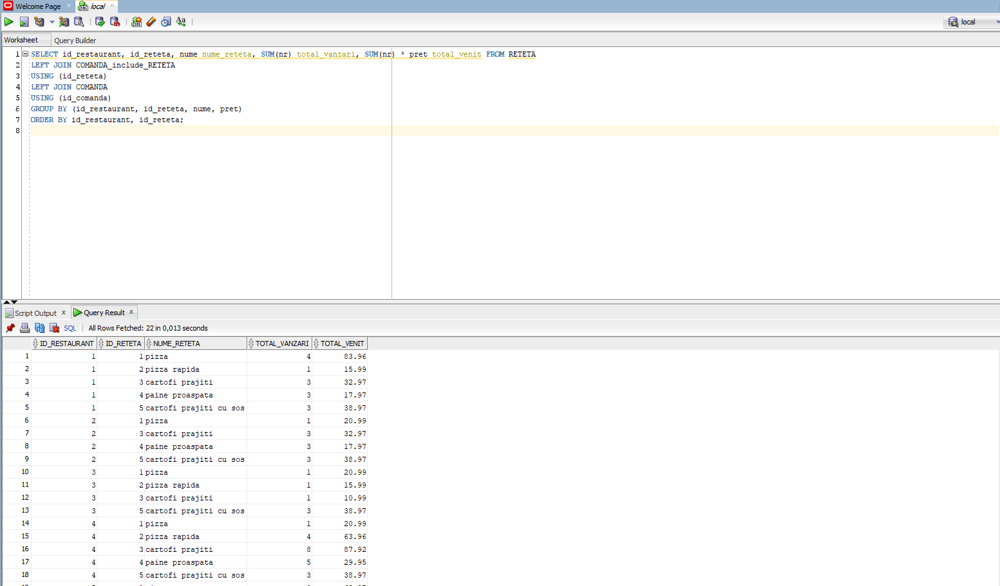 Welcome Page
local
local
Worksheet Query Builder
1 SELECT id_restaurant, id_reteta, nume nume_reteta, SUM(nr) total_vanzari, SUM(nr) * pret total_venit FROM RETETA
2 LEFT JOIN COMANDA_include_RETETA
3 USING (id_reteta)
4 LEFT JOIN COMANDA
5 USING (id_comanda)
6 GROUP BY (id_restaurant, id_reteta, nume, pret)
7 ORDER BY id_restaurant, id_reteta;
8
Script Output x Query Result x
SQL | All Rows Fetched: 22 in 0,013 seconds
ID_RESTAURANT ID_RETETA NUME_RETETA TOTAL_VANZARI TOTAL_VENIT
1 1 1 pizza 4 83.96
2 1 2 pizza rapida 1 15.99
3 1 3 cartofi prajiti 3 32.97
4 1 4 paine proaspata 3 17.97
5 1 5 cartofi prajiti cu sos 3 38.97
6 2 1 pizza 1 20.99
7 2 3 cartofi prajiti 3 32.97
8 2 4 paine proaspata 3 17.97
9 2 5 cartofi prajiti cu sos 3 38.97
10 3 1 pizza 1 20.99
11 3 2 pizza rapida 1 15.99
12 3 3 cartofi prajiti 1 10.99
13 3 5 cartofi prajiti cu sos 3 38.97
14 4 1 pizza 1 20.99
15 4 2 pizza rapida 4 63.96
16 4 3 cartofi prajiti 8 87.92
17 4 4 paine proaspata 5 29.95
18 4 5 cartofi prajiti cu sos 3 38.97